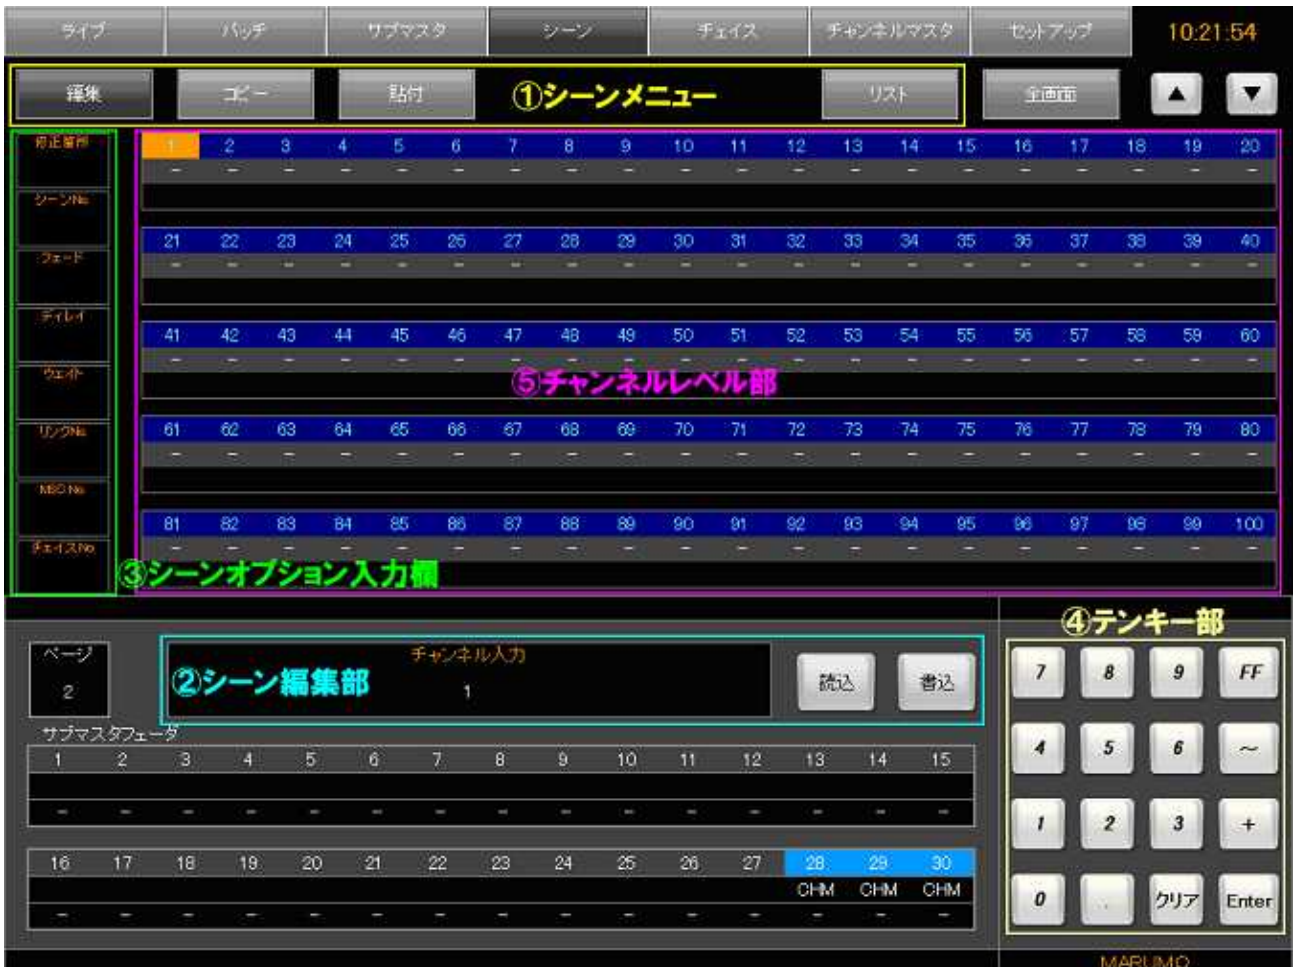 ライブ パッチ サブマスタ シーン チェイス チャンネルマスタ セットアップ 10:21:54
編集 コピー 貼付 ①シーンメニュー リスト 全画面 ▲ ▼
修正箇所
1 2 3 4 5 6 7 8 9 10 11 12 13 14 15 16 17 18 19 20
- - - - - - - - - - - - - - - - - - - -
シーンNo
21 22 23 24 25 26 27 28 29 30 31 32 33 34 35 36 37 38 39 40
フェード
- - - - - - - - - - - - - - - - - - - -
ディレイ
41 42 43 44 45 46 47 48 49 50 51 52 53 54 55 56 57 58 59 60
- - - - - - - - - - - - - - - - - - - -
ウェイト
⑤チャンネルレベル部
リンクNo
61 62 63 64 65 66 67 68 69 70 71 72 73 74 75 76 77 78 79 80
- - - - - - - - - - - - - - - - - - - -
MSC No
81 82 83 84 85 86 87 88 89 90 91 92 93 94 95 96 97 98 99 100
チェイスNo
- - - - - - - - - - - - - - - - - - - -
③シーンオプション入力欄
④テンキー部
ページ
2
②シーン編集部
チャンネル入力
1
読込 書込
サブマスタフェーダ
1 2 3 4 5 6 7 8 9 10 11 12 13 14 15
- - - - - - - - - - - - - - -
16 17 18 19 20 21 22 23 24 25 26 27 28 29 30
CHM CHM CHM
- - - - - - - - - - - - - - -
7 8 9 FF
4 5 6 ～
1 2 3 +
0 . クリア Enter
MARUMO